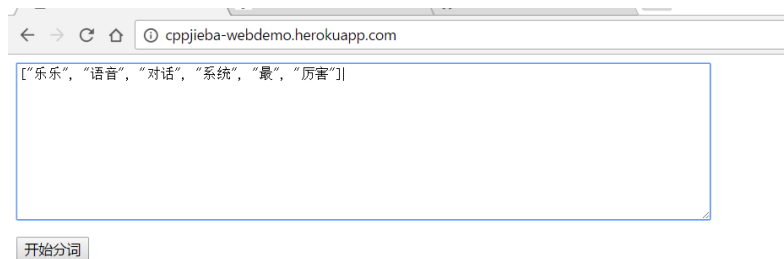 cppjieba-webdemo.herokuapp.com
["乐乐", "语音", "对话", "系统", "最", "厉害"]
开始分词